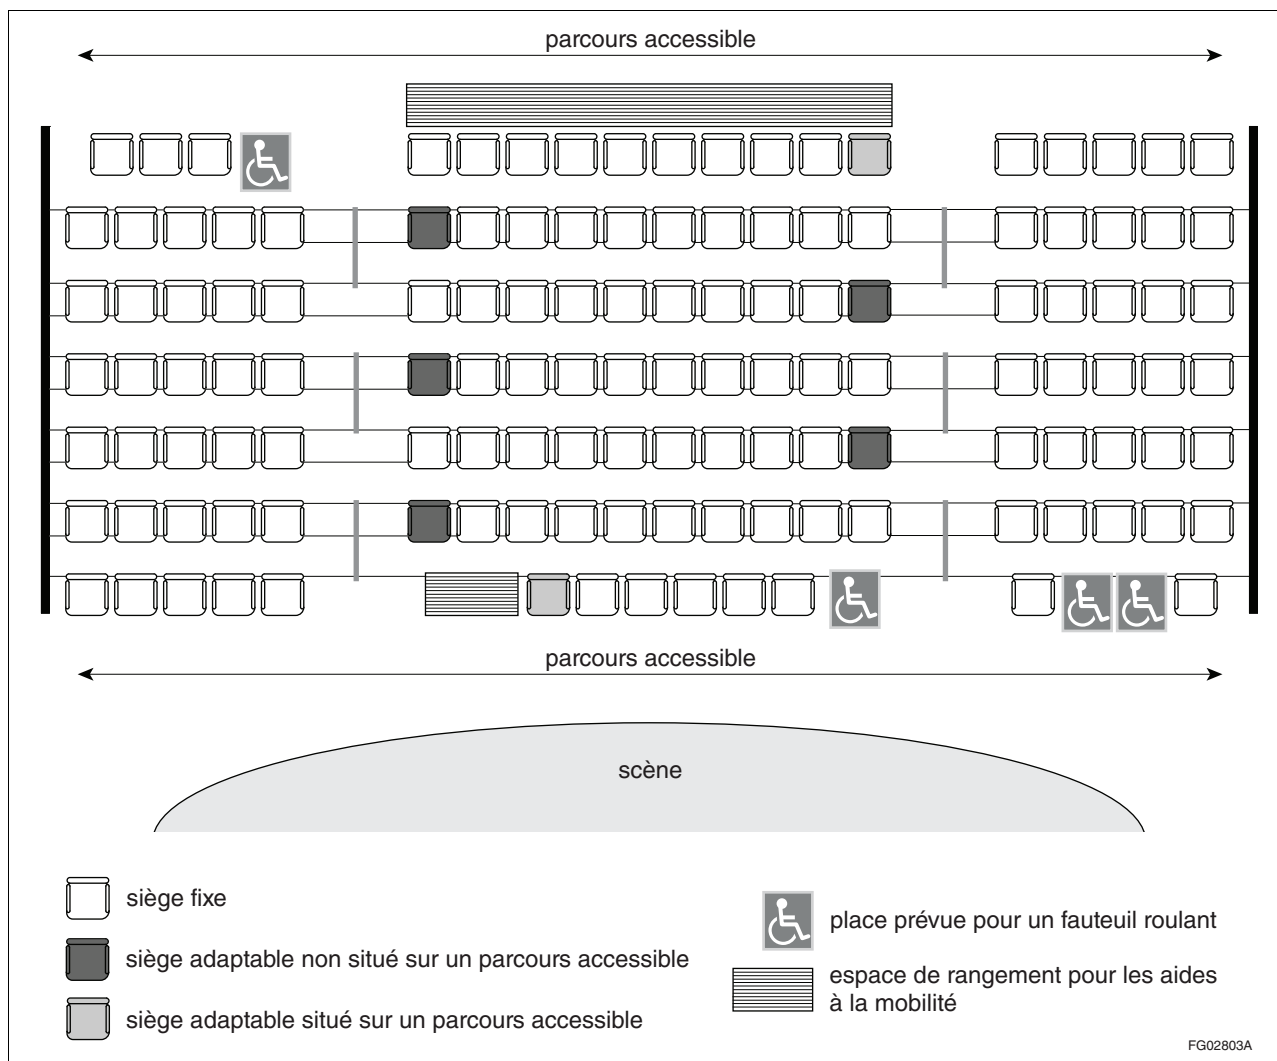 parcours accessible
parcours accessible
scène
siège fixe
siège adaptable non situé sur un parcours accessible
siège adaptable situé sur un parcours accessible
place prévue pour un fauteuil roulant
espace de rangement pour les aides
à la mobilité
FG02803A